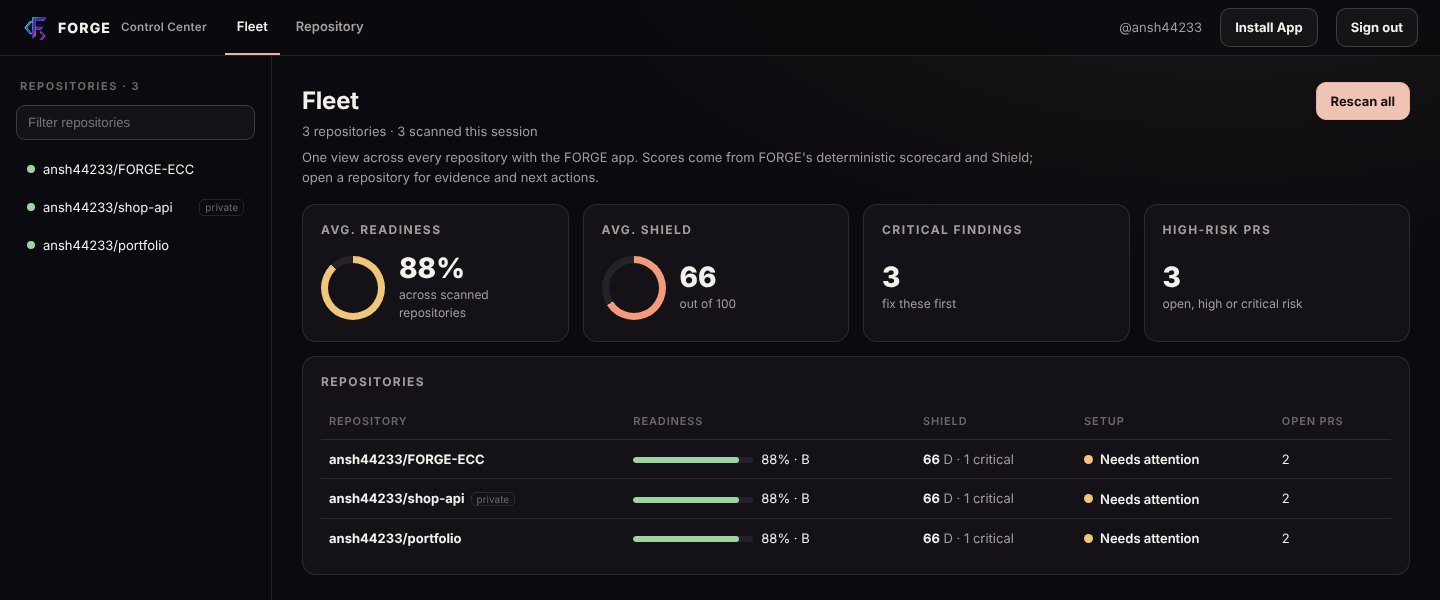 FORGE Control Center Fleet Repository @ansh44233 Install App Sign out
REPOSITORIES · 3
Filter repositories
ansh44233/FORGE-ECC
ansh44233/shop-api private
ansh44233/portfolio
Fleet
Rescan all
3 repositories · 3 scanned this session
One view across every repository with the FORGE app. Scores come from FORGE's deterministic scorecard and Shield;
open a repository for evidence and next actions.
AVG. READINESS
88%
across scanned
repositories
AVG. SHIELD
66
out of 100
CRITICAL FINDINGS
3
fix these first
HIGH-RISK PRS
3
open, high or critical risk
REPOSITORIES
REPOSITORY READINESS SHIELD SETUP OPEN PRS
ansh44233/FORGE-ECC 88% · B 66 D · 1 critical Needs attention 2
ansh44233/shop-api private 88% · B 66 D · 1 critical Needs attention 2
ansh44233/portfolio 88% · B 66 D · 1 critical Needs attention 2